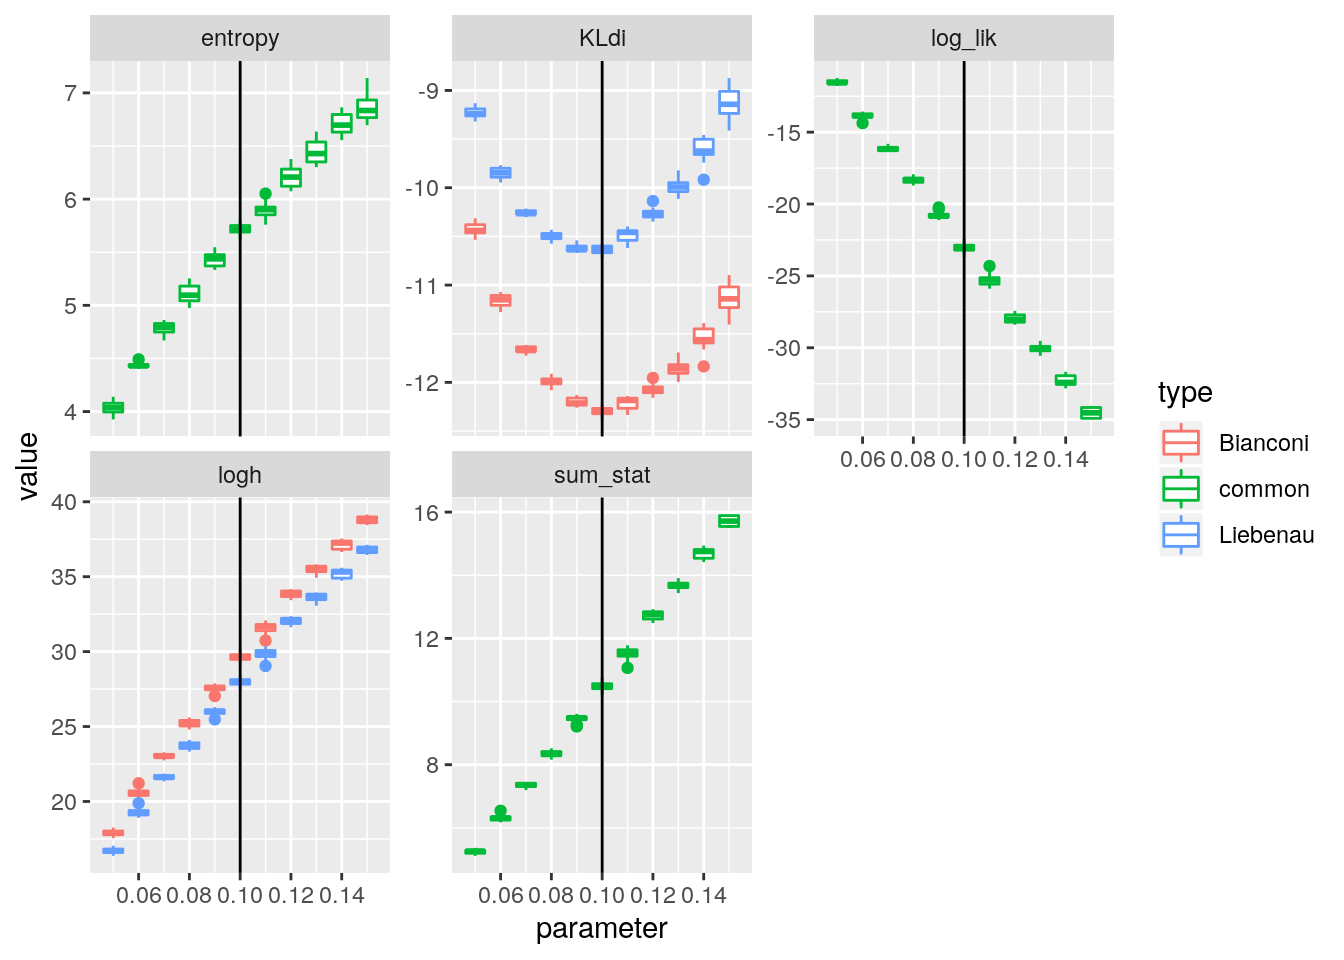 entropy
KLdi
log_lik
7
6
5
4
-9
-10
-11
-12
-15
-20
-25
-30
-35
0.06 0.08 0.10 0.12 0.14
value
logh
sum_stat
40
35
30
25
20
16
12
8
0.06 0.08 0.10 0.12 0.14
0.06 0.08 0.10 0.12 0.14
parameter
type
Bianconi
common
Liebenau